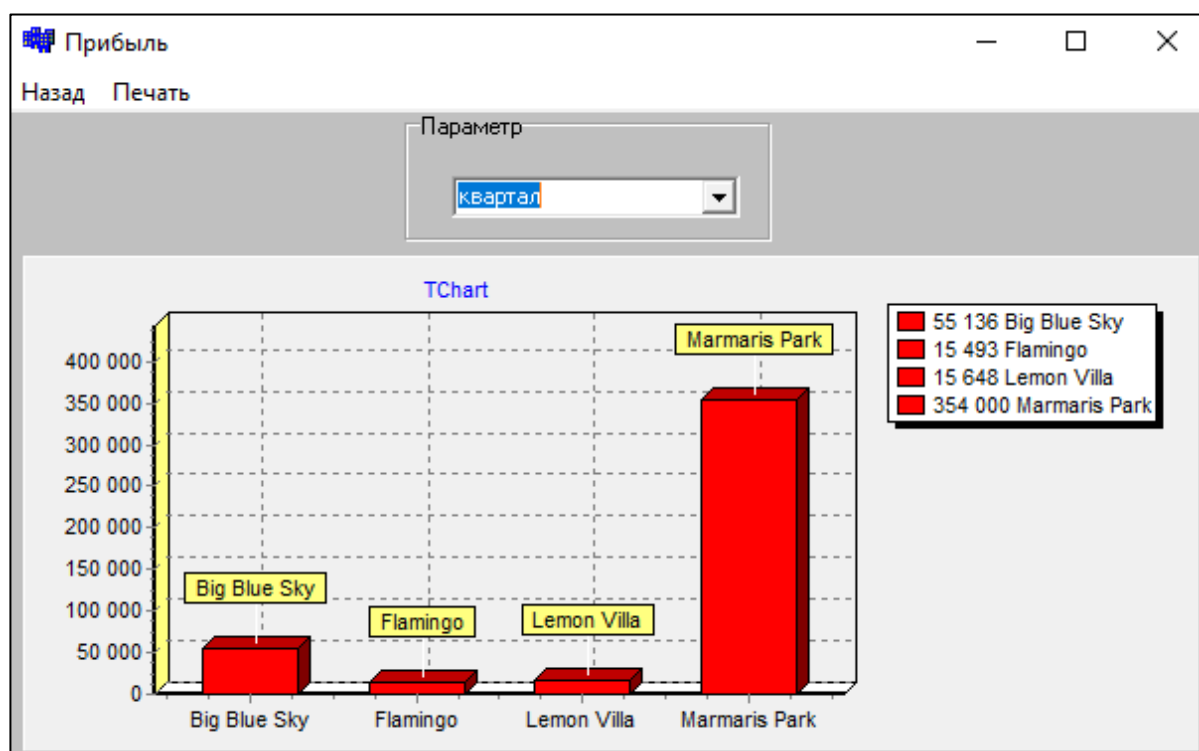 Прибыль
Назад Печать
Параметр
квартал
TChart
400 000
350 000
300 000
250 000
200 000
150 000
100 000
50 000
0
Big Blue Sky
Flamingo
Lemon Villa
Marmaris Park
Big Blue Sky Flamingo Lemon Villa Marmaris Park
55 136 Big Blue Sky
15 493 Flamingo
15 648 Lemon Villa
354 000 Marmaris Park